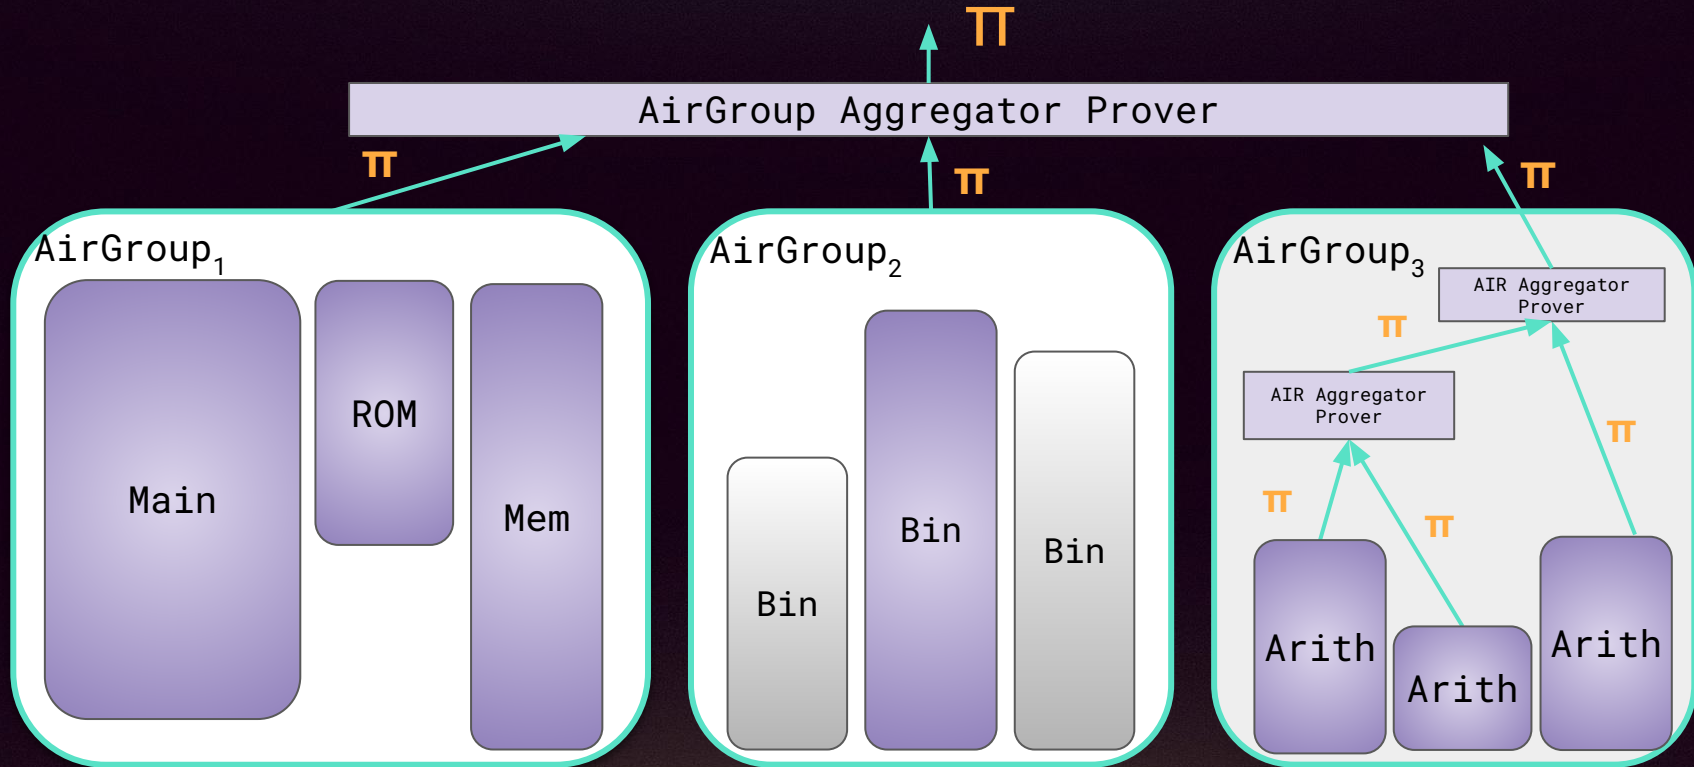 π
AirGroup Aggregator Prover
π
π
π
AirGroup₁
Main
ROM
Mem
AirGroup₂
Bin
Bin
Bin
AirGroup₃
AIR Aggregator
Prover
π
AIR Aggregator
Prover
π
π
π
Arith
Arith
Arith